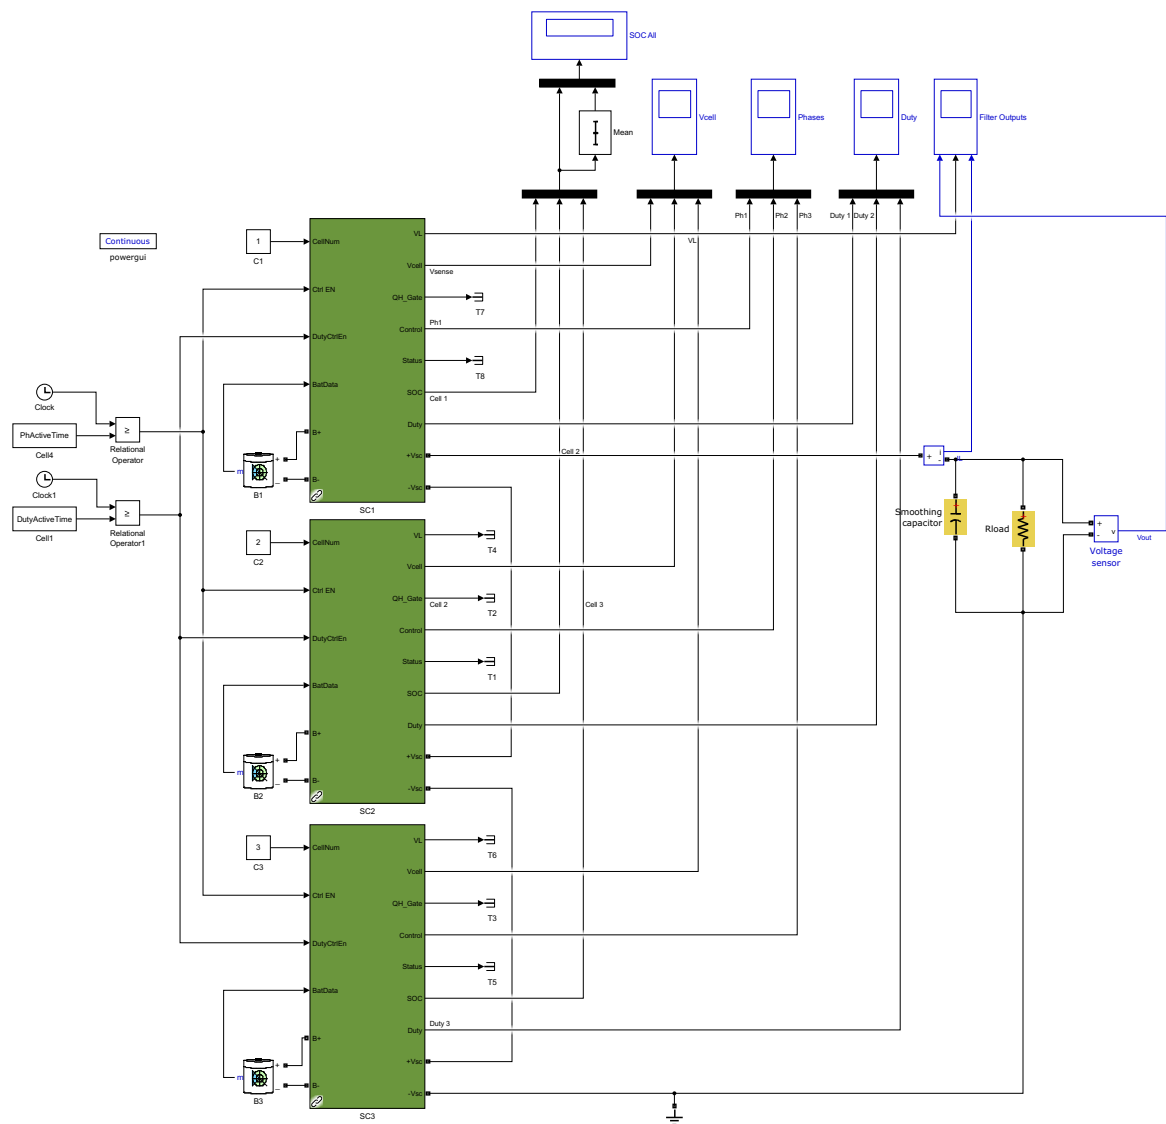 SOC All
Mean
Vcell
Phases
Duty
Filter Outputs
Ph1
Ph2
Ph3
Duty 1
Duty 2
Continuous
powergui
1
C1
CellNum
Ctrl EN
DutyCtrlEn
BatData
B+
B-
VL
Vcell
QH_Gate
Control
Status
SOC
Duty
+Vsc
-Vsc
SC1
VL
Vsense
T7
Ph1
T8
Cell 1
Cell 2
Clock
PhActiveTime
Cell4
≥
Relational
Operator
Clock1
DutyActiveTime
Cell1
≥
Relational
Operator1
m
+
_
B1
+
i
-
IL
Smoothing
capacitor
+
Rload
+
+
-
v
Voltage
sensor
Vout
2
C2
CellNum
Ctrl EN
DutyCtrlEn
BatData
B+
B-
VL
Vcell
QH_Gate
Control
Status
SOC
Duty
+Vsc
-Vsc
SC2
T4
Cell 2
T2
Cell 3
T1
m
+
_
B2
3
C3
CellNum
Ctrl EN
DutyCtrlEn
BatData
B+
B-
VL
Vcell
QH_Gate
Control
Status
SOC
Duty
+Vsc
-Vsc
SC3
T6
T3
T5
Duty 3
m
+
_
B3